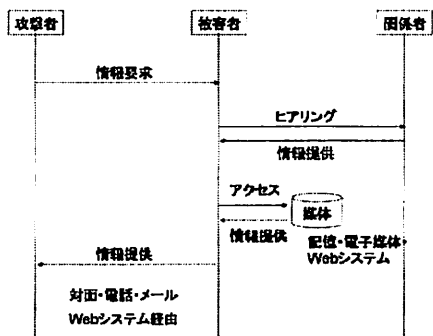 攻撃者
被害者
関係者
情報要求
ヒアリング
情報提供
アクセス
媒体
情報提供
記憶・電子媒体・
Webシステム
情報提供
対面・電話・メール
Webシステム経由